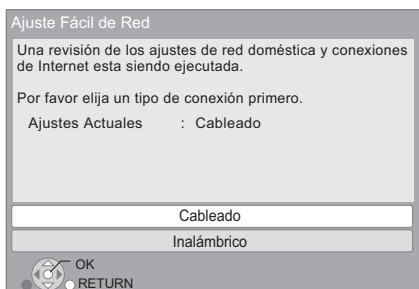 Ajuste Fácil de Red
Una revisión de los ajustes de red doméstica y conexiones
de Internet esta siendo ejecutada.
Por favor elija un tipo de conexión primero.
Ajustes Actuales : Cableado
Cableado
Inalámbrico
OK
RETURN